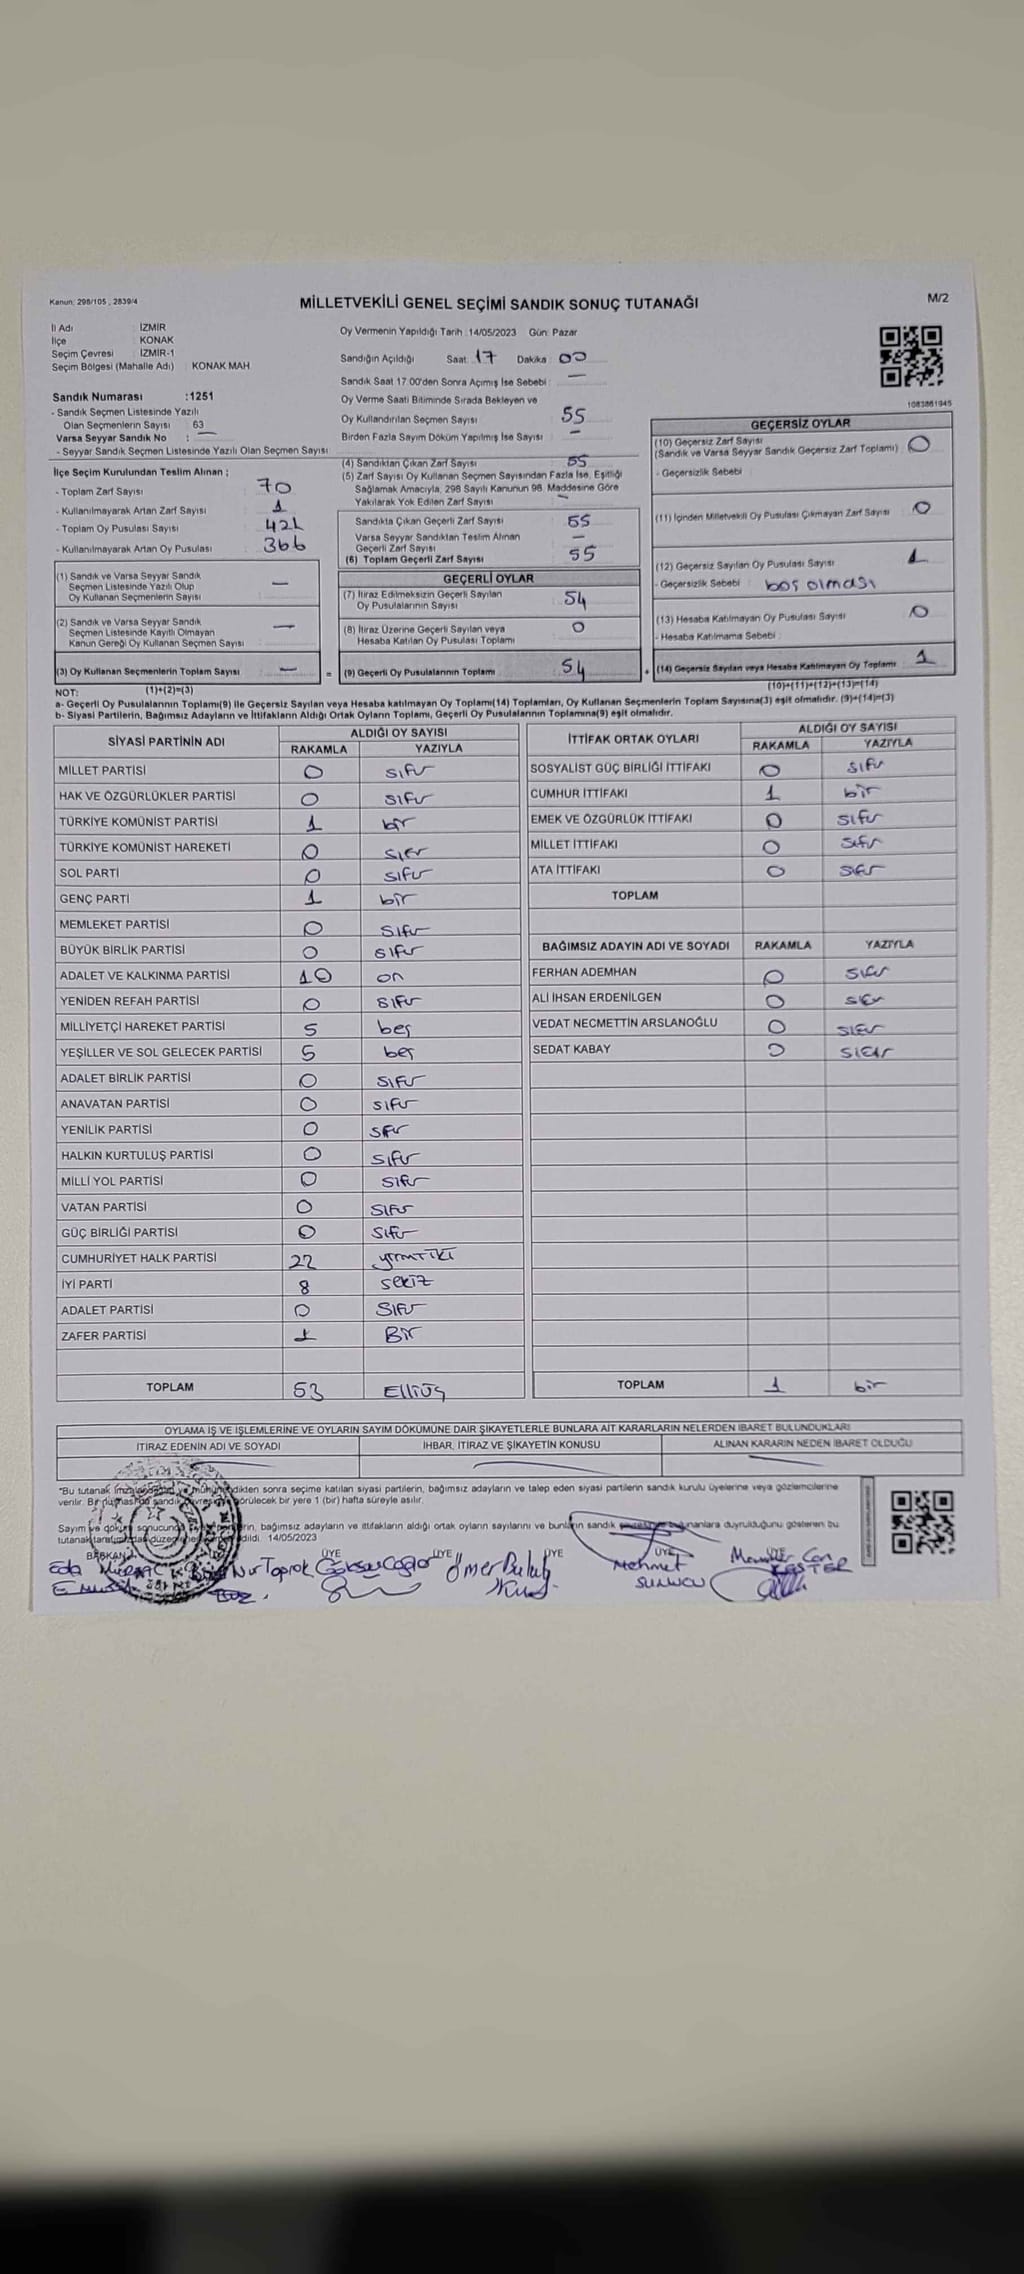 Kanun: 298/105 , 2839/4
MİLLETVEKİLİ GENEL SEÇİMİ SANDIK SONUÇ TUTANAĞI
M/2
İl Adı : İZMİR
İlçe KONAK
Seçim Çevresi : İZMİR-1
Seçim Bölgesi (Mahalle Adı) : KONAK MAH
Sandık Numarası :1251
- Sandık Seçmen Listesinde Yazılı
Olan Seçmenlerin Sayısı : 63
Varsa Seyyar Sandık No : —
- Seyyar Sandık Seçmen Listesinde Yazılı Olan Seçmen Sayısı
Oy Vermenin Yapıldığı Tarih :14/05/2023 Gün: Pazar
Sandığın Açıldığı Saat: 17 Dakika: 00
Sandık Saat 17.00'den Sonra Açımış İse Sebebi : —
Oy Verme Saati Bitiminde Sırada Bekleyen ve
Oy Kullandırılan Seçmen Sayısı 55
Birden Fazla Sayım Döküm Yapılmış İse Sayısı : —
1083861945
İlçe Seçim Kurulundan Teslim Alınan ;
- Toplam Zarf Sayısı 70
- Kullanılmayarak Artan Zarf Sayısı 1
- Toplam Oy Pusulası Sayısı 421
- Kullanılmayarak Artan Oy Pusulası 366
(1) Sandık ve Varsa Seyyar Sandık
Seçmen Listesinde Yazılı Olup
Oy Kullanan Seçmenlerin Sayısı —
(2) Sandık ve Varsa Seyyar Sandık
Seçmen Listesinde Kayıtlı Olmayan
Kanun Gereği Oy Kullanan Seçmen Sayısı —
(3) Oy Kullanan Seçmenlerin Toplam Sayısı —
(1)+(2)=(3)
(4) Sandıktan Çıkan Zarf Sayısı 55
(5) Zarf Sayısı Oy Kullanan Seçmen Sayısından Fazla İse, Eşitliği
Sağlamak Amacıyla, 298 Sayılı Kanunun 98. Maddesine Göre
Yakılarak Yok Edilen Zarf Sayısı —
Sandıkta Çıkan Geçerli Zarf Sayısı 55
Varsa Seyyar Sandıktan Teslim Alınan
Geçerli Zarf Sayısı —
(6) Toplam Geçerli Zarf Sayısı 55
GEÇERLİ OYLAR
(7) İtiraz Edilmeksizin Geçerli Sayılan
Oy Pusulalarının Sayısı 54
(8) İtiraz Üzerine Geçerli Sayılan veya
Hesaba Katılan Oy Pusulası Toplamı 0
= (9) Geçerli Oy Pusulalarının Toplamı 54
GEÇERSİZ OYLAR
(10) Geçersiz Zarf Sayısı
(Sandık ve Varsa Seyyar Sandık Geçersiz Zarf Toplamı) 0
- Geçersizlik Sebebi
(11) İçinden Milletvekili Oy Pusulası Çıkmayan Zarf Sayısı 0
(12) Geçersiz Sayılan Oy Pusulası Sayısı 1
- Geçersizlik Sebebi : boş olması
(13) Hesaba Katılmayan Oy Pusulası Sayısı 0
- Hesaba Katılmama Sebebi :
+ (14) Geçersiz Sayılan veya Hesaba Katılmayan Oy Toplamı 1
(10)+(11)+(12)+(13)=(14)
NOT:
a- Geçerli Oy Pusulalarının Toplamı(9) ile Geçersiz Sayılan veya Hesaba katılmayan Oy Toplamı(14) Toplamları, Oy Kullanan Seçmenlerin Toplam Sayısına(3) eşit olmalıdır. (9)+(14)=(3)
b- Siyasi Partilerin, Bağımsız Adayların ve İttifakların Aldığı Ortak Oyların Toplamı, Geçerli Oy Pusulalarının Toplamına(9) eşit olmalıdır.
SİYASİ PARTİNİN ADI ALDIĞI OY SAYISI
RAKAMLA YAZIYLA
MİLLET PARTİSİ 0 sıfır
HAK VE ÖZGÜRLÜKLER PARTİSİ 0 sıfır
TÜRKİYE KOMÜNİST PARTİSİ 1 bir
TÜRKİYE KOMÜNİST HAREKETİ 0 sıfır
SOL PARTİ 0 sıfır
GENÇ PARTİ 1 bir
MEMLEKET PARTİSİ 0 sıfır
BÜYÜK BİRLİK PARTİSİ 0 sıfır
ADALET VE KALKINMA PARTİSİ 10 on
YENİDEN REFAH PARTİSİ 0 sıfır
MİLLİYETÇİ HAREKET PARTİSİ 5 beş
YEŞİLLER VE SOL GELECEK PARTİSİ 5 beş
ADALET BİRLİK PARTİSİ 0 sıfır
ANAVATAN PARTİSİ 0 sıfır
YENİLİK PARTİSİ 0 sıfır
HALKIN KURTULUŞ PARTİSİ 0 sıfır
MİLLİ YOL PARTİSİ 0 sıfır
VATAN PARTİSİ 0 sıfır
GÜÇ BİRLİĞİ PARTİSİ 0 sıfır
CUMHURİYET HALK PARTİSİ 22 yirmiiki
İYİ PARTİ 8 sekiz
ADALET PARTİSİ 0 sıfır
ZAFER PARTİSİ 1 Bir
TOPLAM 53 Elliüç
İTTİFAK ORTAK OYLARI ALDIĞI OY SAYISI
RAKAMLA YAZIYLA
SOSYALİST GÜÇ BİRLİĞİ İTTİFAKI 0 sıfır
CUMHUR İTTİFAKI 1 bir
EMEK VE ÖZGÜRLÜK İTTİFAKI 0 sıfır
MİLLET İTTİFAKI 0 sıfır
ATA İTTİFAKI 0 sıfır
TOPLAM
BAĞIMSIZ ADAYIN ADI VE SOYADI RAKAMLA YAZIYLA
FERHAN ADEMHAN 0 sıfır
ALİ İHSAN ERDENİLGEN 0 sıfır
VEDAT NECMETTİN ARSLANOĞLU 0 sıfır
SEDAT KABAY 0 sıfır
TOPLAM 1 bir
OYLAMA İŞ VE İŞLEMLERİNE VE OYLARIN SAYIM DÖKÜMÜNE DAİR ŞİKAYETLERLE BUNLARA AİT KARARLARIN NELERDEN İBARET BULUNDUKLARI
İTİRAZ EDENİN ADI VE SOYADI İHBAR, İTİRAZ VE ŞİKAYETİN KONUSU ALINAN KARARIN NEDEN İBARET OLDUĞU
*Bu tutanak sonra seçime katılan siyasi partilerin, bağımsız adayların ve talep eden siyasi partilerin sandık kurulu üyelerine veya gözlemcilerine
verilir. Bir görülecek bir yere 1 (bir) hafta süreyle asılır.
Sayım ve döküm sonucunda bağımsız adayların ve ittifakların aldığı ortak oyların sayılarını ve bunların sandık duyrulduğunu gösteren bu
tutanak 14/05/2023
BAŞKAN ÜYE ÜYE ÜYE ÜYE ÜYE
Eda Nur Toprak Ömer Mehmet Can